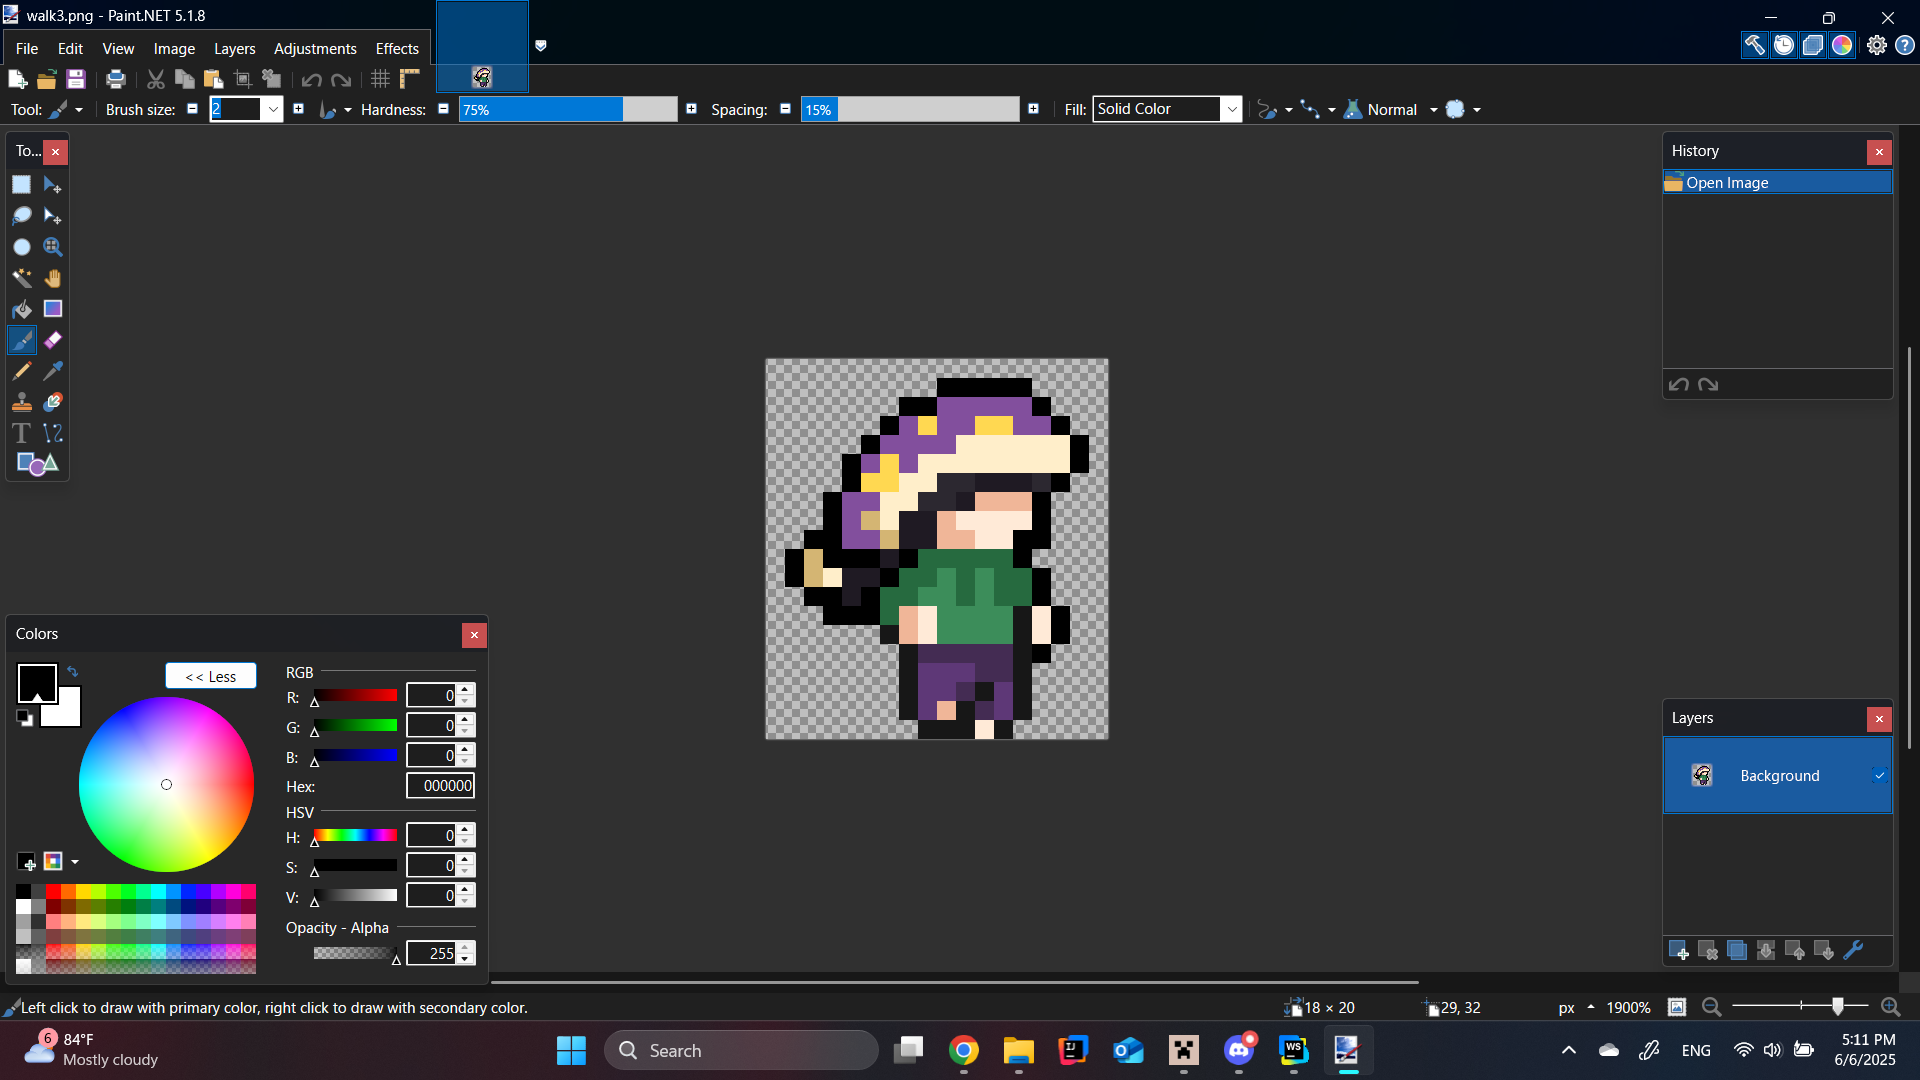 walk3.png - Paint.NET 5.1.8
File Edit View Image Layers Adjustments Effects
Tool: Brush size: 2 Hardness: 75% Spacing: 15% Fill: Solid Color Normal
To...
History
Open Image
Colors
<< Less
RGB
R: 0
G: 0
B: 0
Hex: 000000
HSV
H: 0
S: 0
V: 0
Opacity - Alpha
255
Layers
Background
Left click to draw with primary color, right click to draw with secondary color.
18 × 20
29, 32
px
1900%
6
84°F
Mostly cloudy
Search
IJ
WS
ENG
5:11 PM
6/6/2025